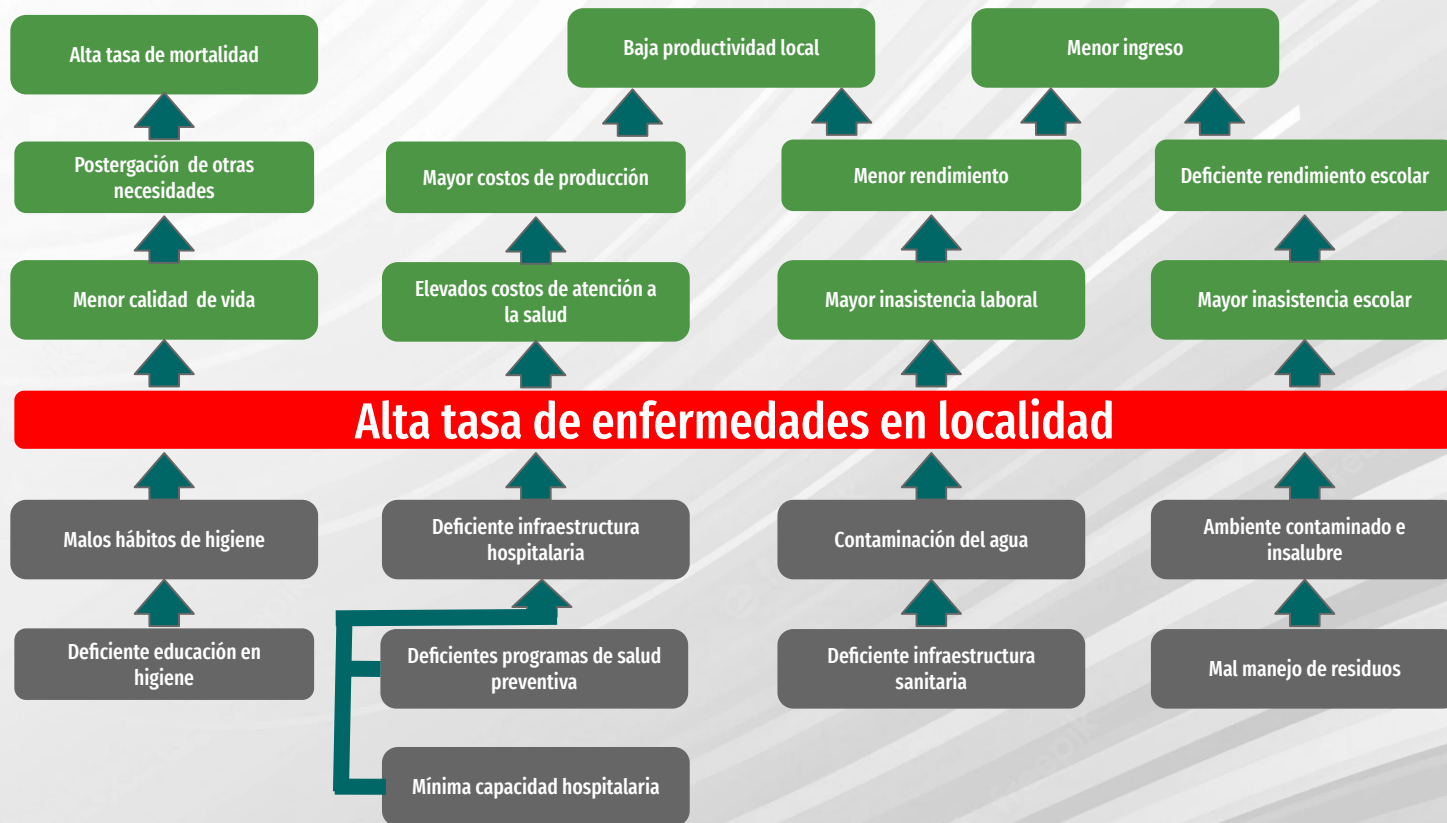 Alta tasa de mortalidad
Baja productividad local
Menor ingreso
Postergación de otras
necesidades
Mayor costos de producción
Menor rendimiento
Deficiente rendimiento escolar
Menor calidad de vida
Elevados costos de atención a
la salud
Mayor inasistencia laboral
Mayor inasistencia escolar
Alta tasa de enfermedades en localidad
Malos hábitos de higiene
Deficiente infraestructura
hospitalaria
Contaminación del agua
Ambiente contaminado e
insalubre
Deficiente educación en
higiene
Deficientes programas de salud
preventiva
Deficiente infraestructura
sanitaria
Mal manejo de residuos
Mínima capacidad hospitalaria